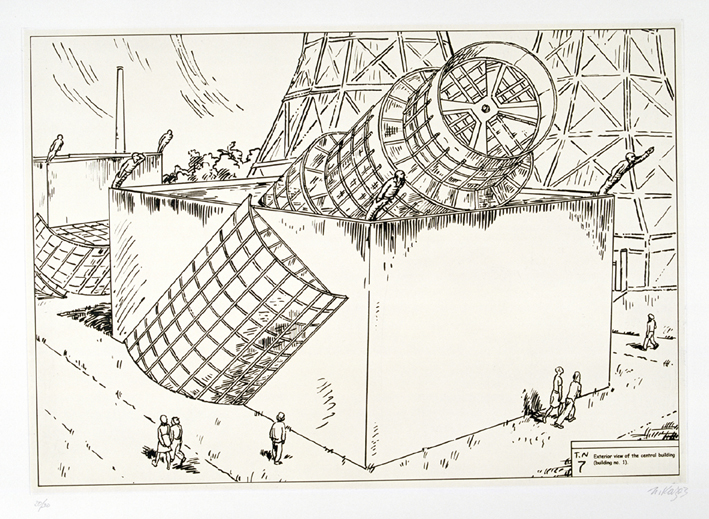 T.N Exterior view of the central building
7 (building no. 1).